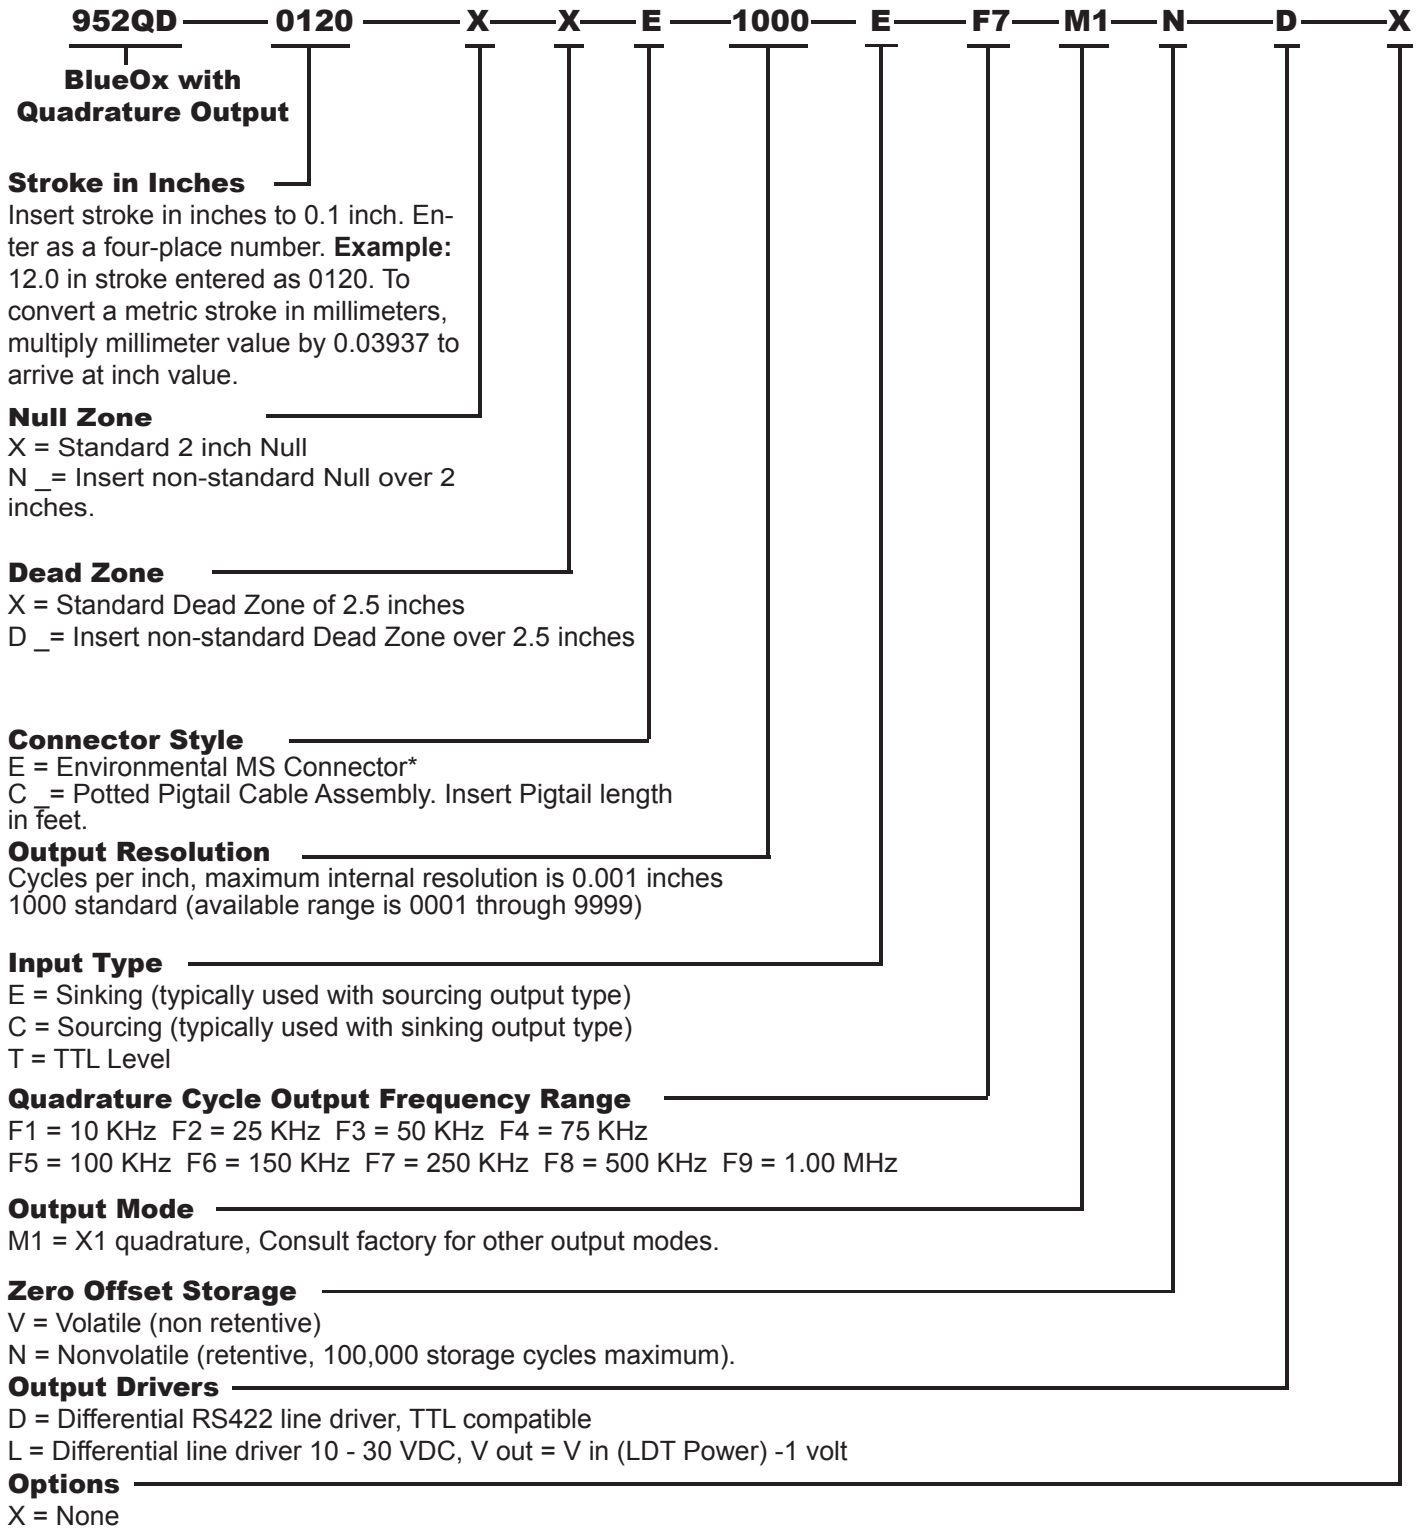 952QD 0120 X X E 1000 E F7 M1 N D X
BlueOx with
Quadrature Output
Stroke in Inches
Insert stroke in inches to 0.1 inch. En-
ter as a four-place number. Example:
12.0 in stroke entered as 0120. To
convert a metric stroke in millimeters,
multiply millimeter value by 0.03937 to
arrive at inch value.
Null Zone
X = Standard 2 inch Null
N _= Insert non-standard Null over 2
inches.
Dead Zone
X = Standard Dead Zone of 2.5 inches
D _= Insert non-standard Dead Zone over 2.5 inches
Connector Style
E = Environmental MS Connector*
C _= Potted Pigtail Cable Assembly. Insert Pigtail length
in feet.
Output Resolution
Cycles per inch, maximum internal resolution is 0.001 inches
1000 standard (available range is 0001 through 9999)
Input Type
E = Sinking (typically used with sourcing output type)
C = Sourcing (typically used with sinking output type)
T = TTL Level
Quadrature Cycle Output Frequency Range
F1 = 10 KHz F2 = 25 KHz F3 = 50 KHz F4 = 75 KHz
F5 = 100 KHz F6 = 150 KHz F7 = 250 KHz F8 = 500 KHz F9 = 1.00 MHz
Output Mode
M1 = X1 quadrature, Consult factory for other output modes.
Zero Offset Storage
V = Volatile (non retentive)
N = Nonvolatile (retentive, 100,000 storage cycles maximum).
Output Drivers
D = Differential RS422 line driver, TTL compatible
L = Differential line driver 10 - 30 VDC, V out = V in (LDT Power) -1 volt
Options
X = None